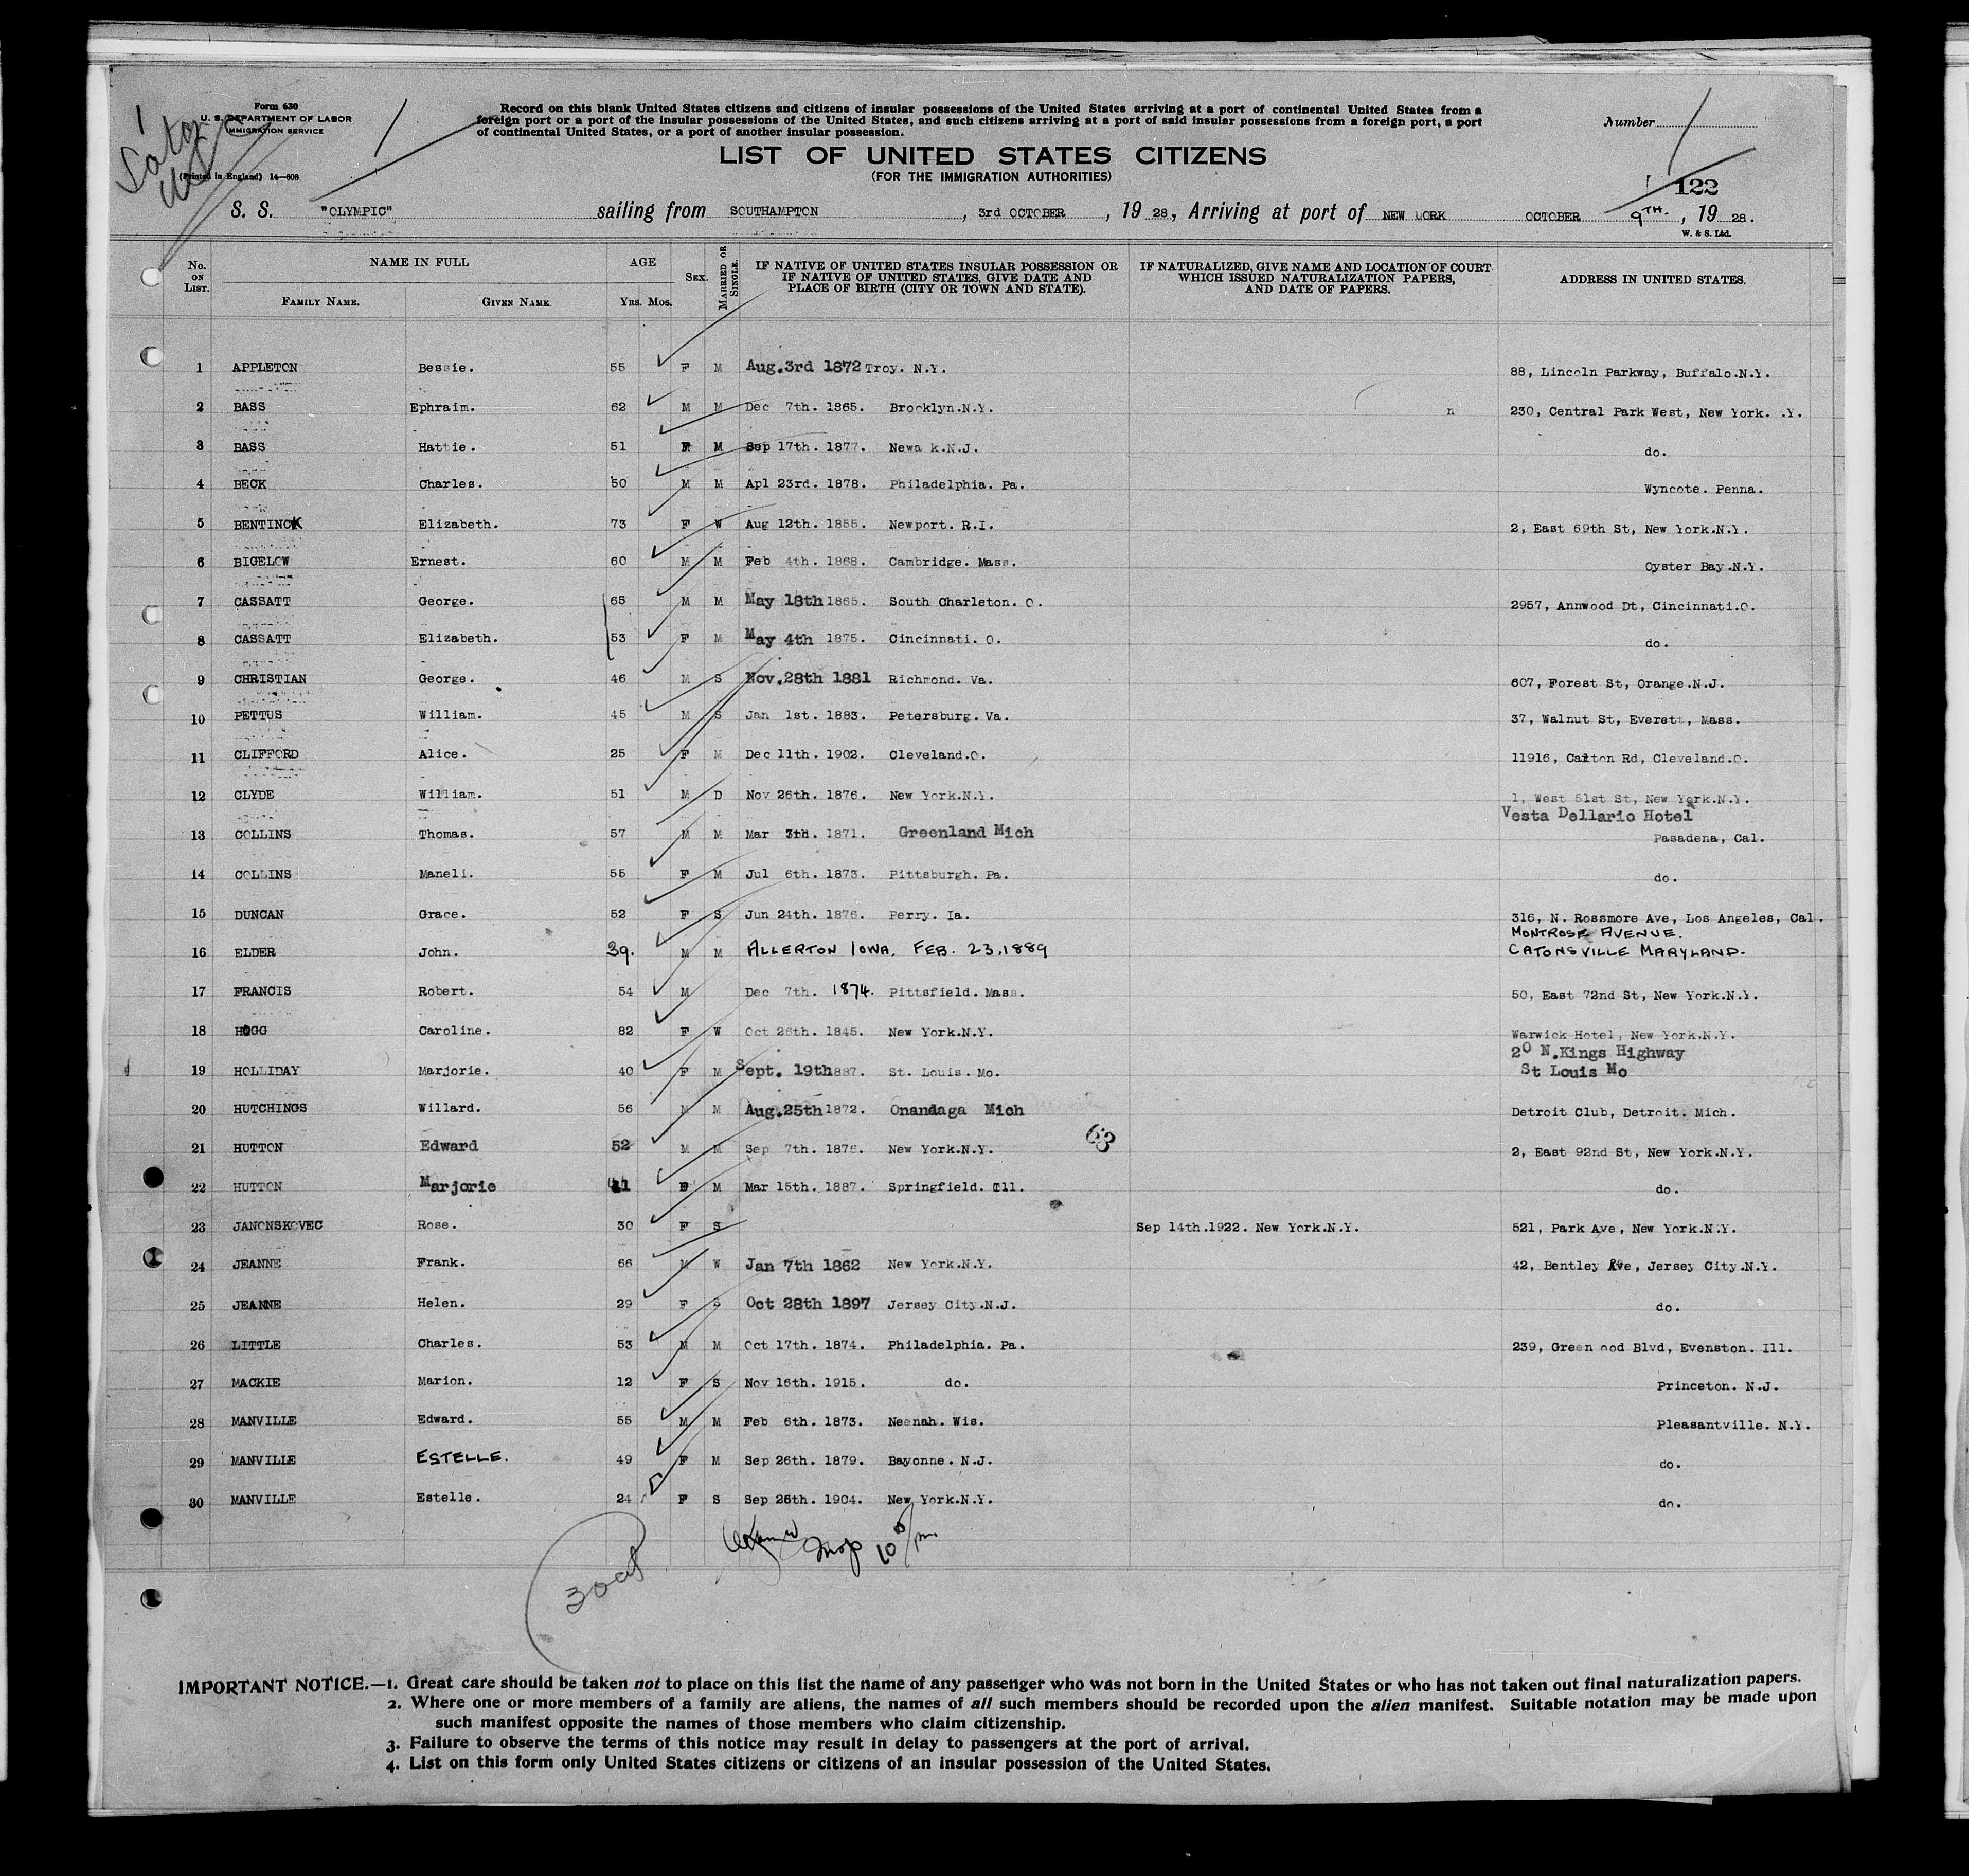 Form 630
U. S. DEPARTMENT OF LABOR
IMMIGRATION SERVICE
(Printed in England) 14—608
Record on this blank United States citizens and citizens of insular possessions of the United States arriving at a port of continental United States from a
foreign port or a port of the insular possessions of the United States, and such citizens arriving at a port of said insular possessions from a foreign port, a port
of continental United States, or a port of another insular possession.
Number
LIST OF UNITED STATES CITIZENS
(FOR THE IMMIGRATION AUTHORITIES)
122
S. S. "OLYMPIC" sailing from SOUTHAMPTON, 3rd OCTOBER, 19 28, Arriving at port of NEW YORK OCTOBER 9TH., 19 28.
W. & S. Ltd.
No. ON LIST. NAME IN FULL AGE SEX. MARRIED OR SINGLE. IF NATIVE OF UNITED STATES INSULAR POSSESSION OR IF NATIVE OF UNITED STATES, GIVE DATE AND PLACE OF BIRTH (CITY OR TOWN AND STATE). IF NATURALIZED, GIVE NAME AND LOCATION OF COURT WHICH ISSUED NATURALIZATION PAPERS, AND DATE OF PAPERS. ADDRESS IN UNITED STATES.
FAMILY NAME. GIVEN NAME. YRS. MOS.
1 APPLETON Bessie. 55 F M Aug.3rd 1872 Troy. N.Y. 88, Lincoln Parkway, Buffalo.N.Y.
2 BASS Ephraim. 62 M M Dec 7th. 1865. Brooklyn.N.Y. n 230, Central Park West, New York. .Y.
3 BASS Hattie. 51 F M Sep 17th. 1877. Newa k.N.J. do.
4 BECK Charles. 50 M M Apl 23rd. 1878. Philadelphia. Pa. Wyncote. Penna.
5 BENTINCK Elizabeth. 73 F W Aug 12th. 1855. Newport. R.I. 2, East 69th St, New York.N.Y.
6 BIGELOW Ernest. 60 M M Feb 4th. 1868. Cambridge. Mass. Oyster Bay.N.Y.
7 CASSATT George. 65 M M May 18th 1865. South Charleton. O. 2957, Annwood Dt, Cincinnati.O.
8 CASSATT Elizabeth. 53 F M May 4th 1875. Cincinnati. O. do.
9 CHRISTIAN George. 46 M S Nov.28th 1881 Richmond. Va. 607, Forest St, Orange.N.J.
10 PETTUS William. 45 M S Jan 1st. 1883. Petersburg. Va. 37, Walnut St, Everett, Mass.
11 CLIFFORD Alice. 25 F M Dec 11th. 1902. Cleveland.O. 11916, Carlton Rd, Cleveland.O.
12 CLYDE William. 51 M D Nov 26th. 1876. New York.N.Y. 1, West 51st St, New York.N.Y.
Vesta Dellario Hotel
13 COLLINS Thomas. 57 M M Mar 3td. 1871. Greenland Mich Pasadena, Cal.
14 COLLINS Maneli. 55 F M Jul 6th. 1873. Pittsburgh. Pa. do.
15 DUNCAN Grace. 52 F S Jun 24th. 1876. Perry. Ia. 316, N. Rossmore Ave, Los Angeles, Cal.
MONTROSE AVENUE.
16 ELDER John. 39. M M ALLERTON IOWA. FEB. 23,1889 CATONSVILLE MARYLAND.
17 FRANCIS Robert. 54 M Dec 7th. 1874. Pittsfield. Mass. 50, East 72nd St, New York.N.Y.
18 HOGG Caroline. 82 F W Oct 26th. 1845. New York.N.Y. Warwick Hotel, New York.N.Y.
20 N.Kings Highway
19 HOLLIDAY Marjorie. 40 F M Sept. 19th 887. St. Louis. Mo. St Louis Mo
20 HUTCHINGS Willard. 56 M M Aug.25th 1872. Onandaga Mich Detroit Club, Detroit. Mich.
63
21 HUTTON Edward 52 M M Sep 7th. 1876. New York.N.Y. 2, East 92nd St, New York.N.Y.
22 HUTTON Marjorie 41 F M Mar 15th. 1887. Springfield. Ill. do.
23 JANONSKOVEC Rose. 30 F S Sep 14th.1922. New York.N.Y. 521, Park Ave, New York.N.Y.
24 JEANNE Frank. 66 M W Jan 7th 1862 New York.N.Y. 42, Bentley Ave, Jersey City.N.Y.
25 JEANNE Helen. 29 F S Oct 28th 1897 Jersey City.N.J. do.
26 LITTLE Charles. 53 M M Oct 17th. 1874. Philadelphia. Pa. 239, Green ood Blvd, Evenston. Ill.
27 MACKIE Marion. 12 F S Nov 16th. 1915. do. Princeton. N.J.
28 MANVILLE Edward. 55 M M Feb 6th. 1873. Neenah. Wis. Pleasantville. N.Y.
29 MANVILLE ESTELLE. 49 F M Sep 26th. 1879. Bayonne. N.J. do.
30 MANVILLE Estelle. 24 F S Sep 26th. 1904. New York.N.Y. do.
IMPORTANT NOTICE.—1. Great care should be taken not to place on this list the name of any passenger who was not born in the United States or who has not taken out final naturalization papers.
2. Where one or more members of a family are aliens, the names of all such members should be recorded upon the alien manifest. Suitable notation may be made upon
such manifest opposite the names of those members who claim citizenship.
3. Failure to observe the terms of this notice may result in delay to passengers at the port of arrival.
4. List on this form only United States citizens or citizens of an insular possession of the United States.